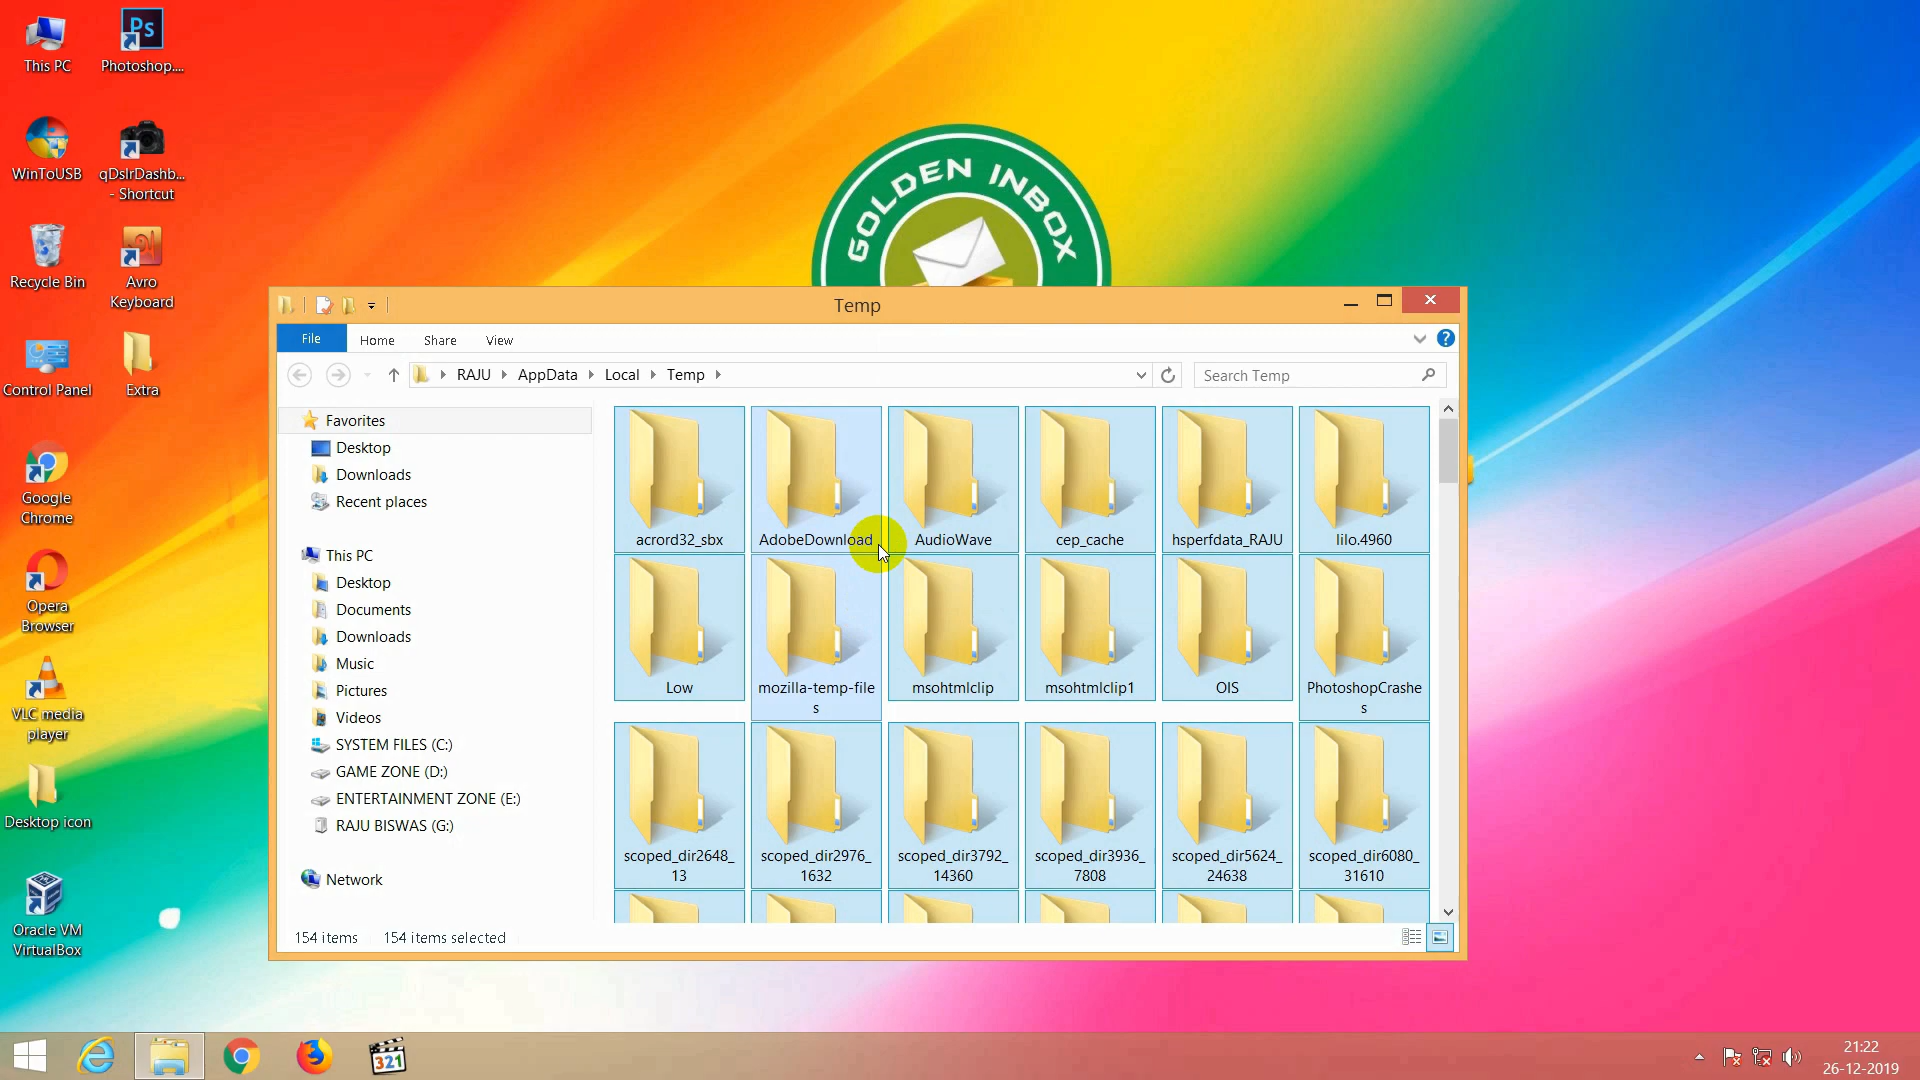 This PC
Photoshop....
WinToUSB
qDslrDashb...
- Shortcut
Recycle Bin
Avro
Keyboard
Control Panel
Extra
Google
Chrome
Opera
Browser
VLC media
player
Desktop icon
Oracle VM
VirtualBox
Ps
GOLDEN INBOX
Temp
File
Home
Share
View
RAJU
AppData
Local
Temp
Search Temp
Favorites
Desktop
Downloads
Recent places
This PC
Desktop
Documents
Downloads
Music
Pictures
Videos
SYSTEM FILES (C:)
GAME ZONE (D:)
ENTERTAINMENT ZONE (E:)
RAJU BISWAS (G:)
Network
acrord32_sbx
AdobeDownload
AudioWave
cep_cache
hsperfdata_RAJU
lilo.4960
Low
mozilla-temp-file
s
msohtmlclip
msohtmlclip1
OIS
PhotoshopCrashe
s
scoped_dir2648_
13
scoped_dir2976_
1632
scoped_dir3792_
14360
scoped_dir3936_
7808
scoped_dir5624_
24638
scoped_dir6080_
31610
154 items
154 items selected
321
21:22
26-12-2019